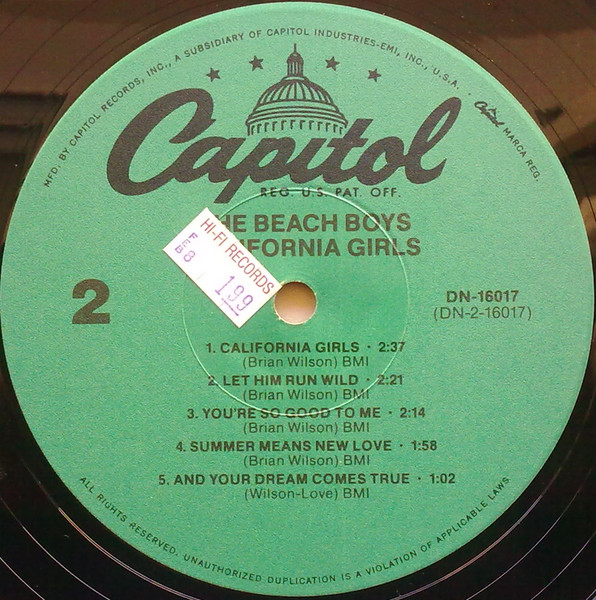 MFD. BY CAPITOL RECORDS, INC., A SUBSIDIARY OF CAPITOL INDUSTRIES-EMI, INC., U.S.A. · Capitol MARCA REG.
Capitol
REG. U.S. PAT. OFF.
HE BEACH BOYS
IFORNIA GIRLS
HI-FI RECORDS
FEB 8
1.99
2
DN-16017
(DN-2-16017)
1. CALIFORNIA GIRLS · 2:37
(Brian Wilson) BMI
2. LET HIM RUN WILD · 2:21
(Brian Wilson) BMI
3. YOU'RE SO GOOD TO ME · 2:14
(Brian Wilson) BMI
4. SUMMER MEANS NEW LOVE · 1:58
(Brian Wilson) BMI
5. AND YOUR DREAM COMES TRUE · 1:02
(Wilson-Love) BMI
ALL RIGHTS RESERVED. UNAUTHORIZED DUPLICATION IS A VIOLATION OF APPLICABLE LAWS